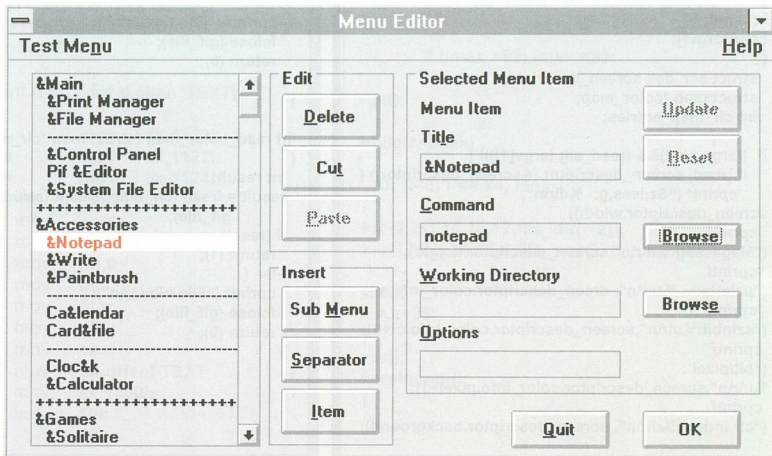 Menu Editor
Test Menu
Help
&Main
&Print Manager
&File Manager
--------------------------------
&Control Panel
Pif &Editor
&System File Editor
++++++++++++++++++++++
&Accessories
&Notepad
&Write
&Paintbrush
--------------------------------
Ca&lendar
Card&file
--------------------------------
Cloc&k
&Calculator
++++++++++++++++++++++
&Games
&Solitaire
Edit
Delete
Cut
Paste
Insert
Sub Menu
Separator
Item
Selected Menu Item
Menu Item
Title
&Notepad
Command
notepad
Working Directory
Options
Update
Reset
Browse
Browse
Quit
OK